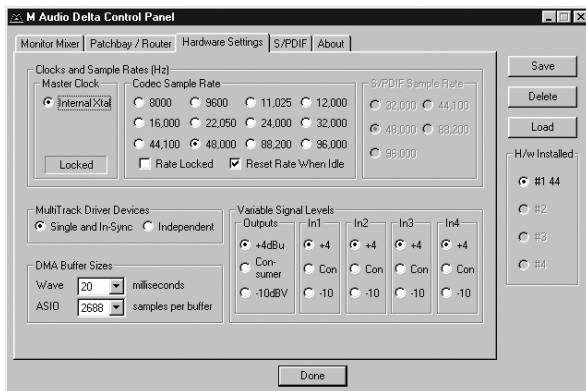 M Audio Delta Control Panel
Monitor Mixer Patchbay / Router Hardware Settings S/PDIF About
Clocks and Sample Rates (Hz)
Master Clock
Internal Xtal
Locked
Codec Sample Rate
8000 9600 11,025 12,000
16,000 22,050 24,000 32,000
44,100 48,000 88,200 96,000
Rate Locked Reset Rate When Idle
S/PDIF Sample Rate
32,000 44,100
48,000 88,200
96,000
MultiTrack Driver Devices
Single and In-Sync Independent
DMA Buffer Sizes
Wave 20 milliseconds
ASIO 2688 samples per buffer
Variable Signal Levels
Outputs In1 In2 In3 In4
+4dBu +4 +4 +4 +4
Con-
sumer Con Con Con Con
-10dBV -10 -10 -10 -10
Save
Delete
Load
H/w Installed
#1 44
#2
#3
#4
Done